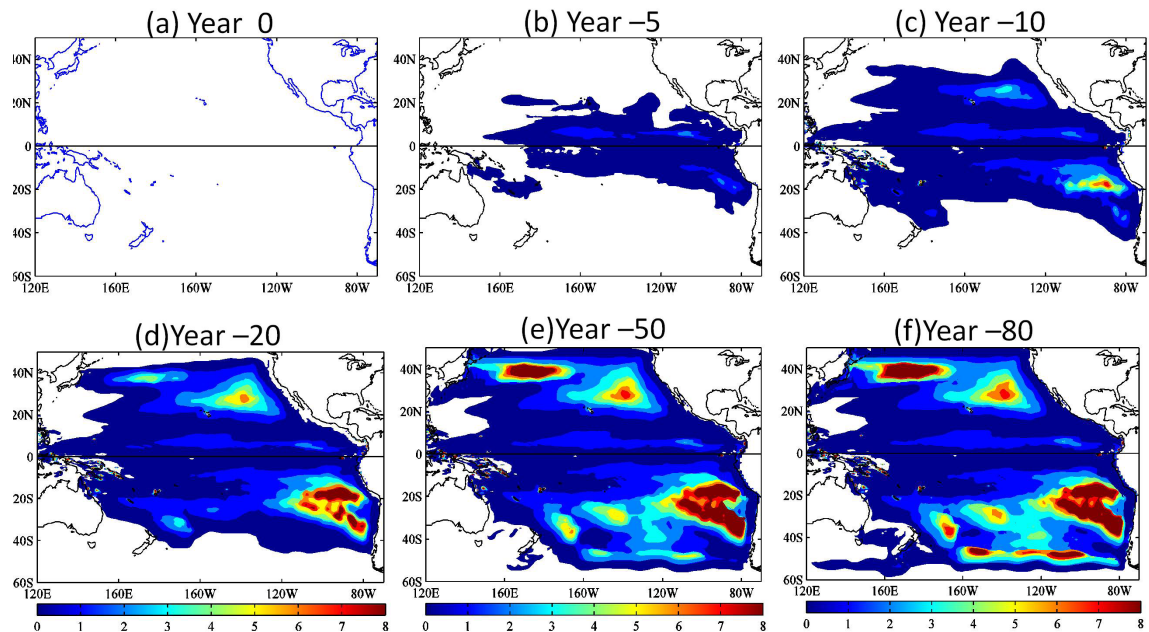 (a) Year 0
(b) Year –5
(c) Year –10
40N
20N
0
20S
40S
60S
120E 160E 160W 120W 80W
40N
20N
0
20S
40S
60S
120E 160E 160W 120W 80W
40N
20N
0
20S
40S
60S
120E 160E 160W 120W 80W
(d)Year –20
(e)Year –50
(f)Year –80
40N
20N
0
20S
40S
60S
120E 160E 160W 120W 80W
40N
20N
0
20S
40S
60S
120E 160E 160W 120W 80W
40N
20N
0
20S
40S
60S
120E 160E 160W 120W 80W
0 1 2 3 4 5 6 7 8
0 1 2 3 4 5 6 7 8
0 1 2 3 4 5 6 7 8